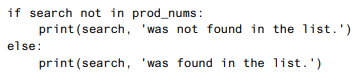 if search not in prod_nums:
    print(search, 'was not found in the list.')
else:
    print(search, 'was found in the list.')